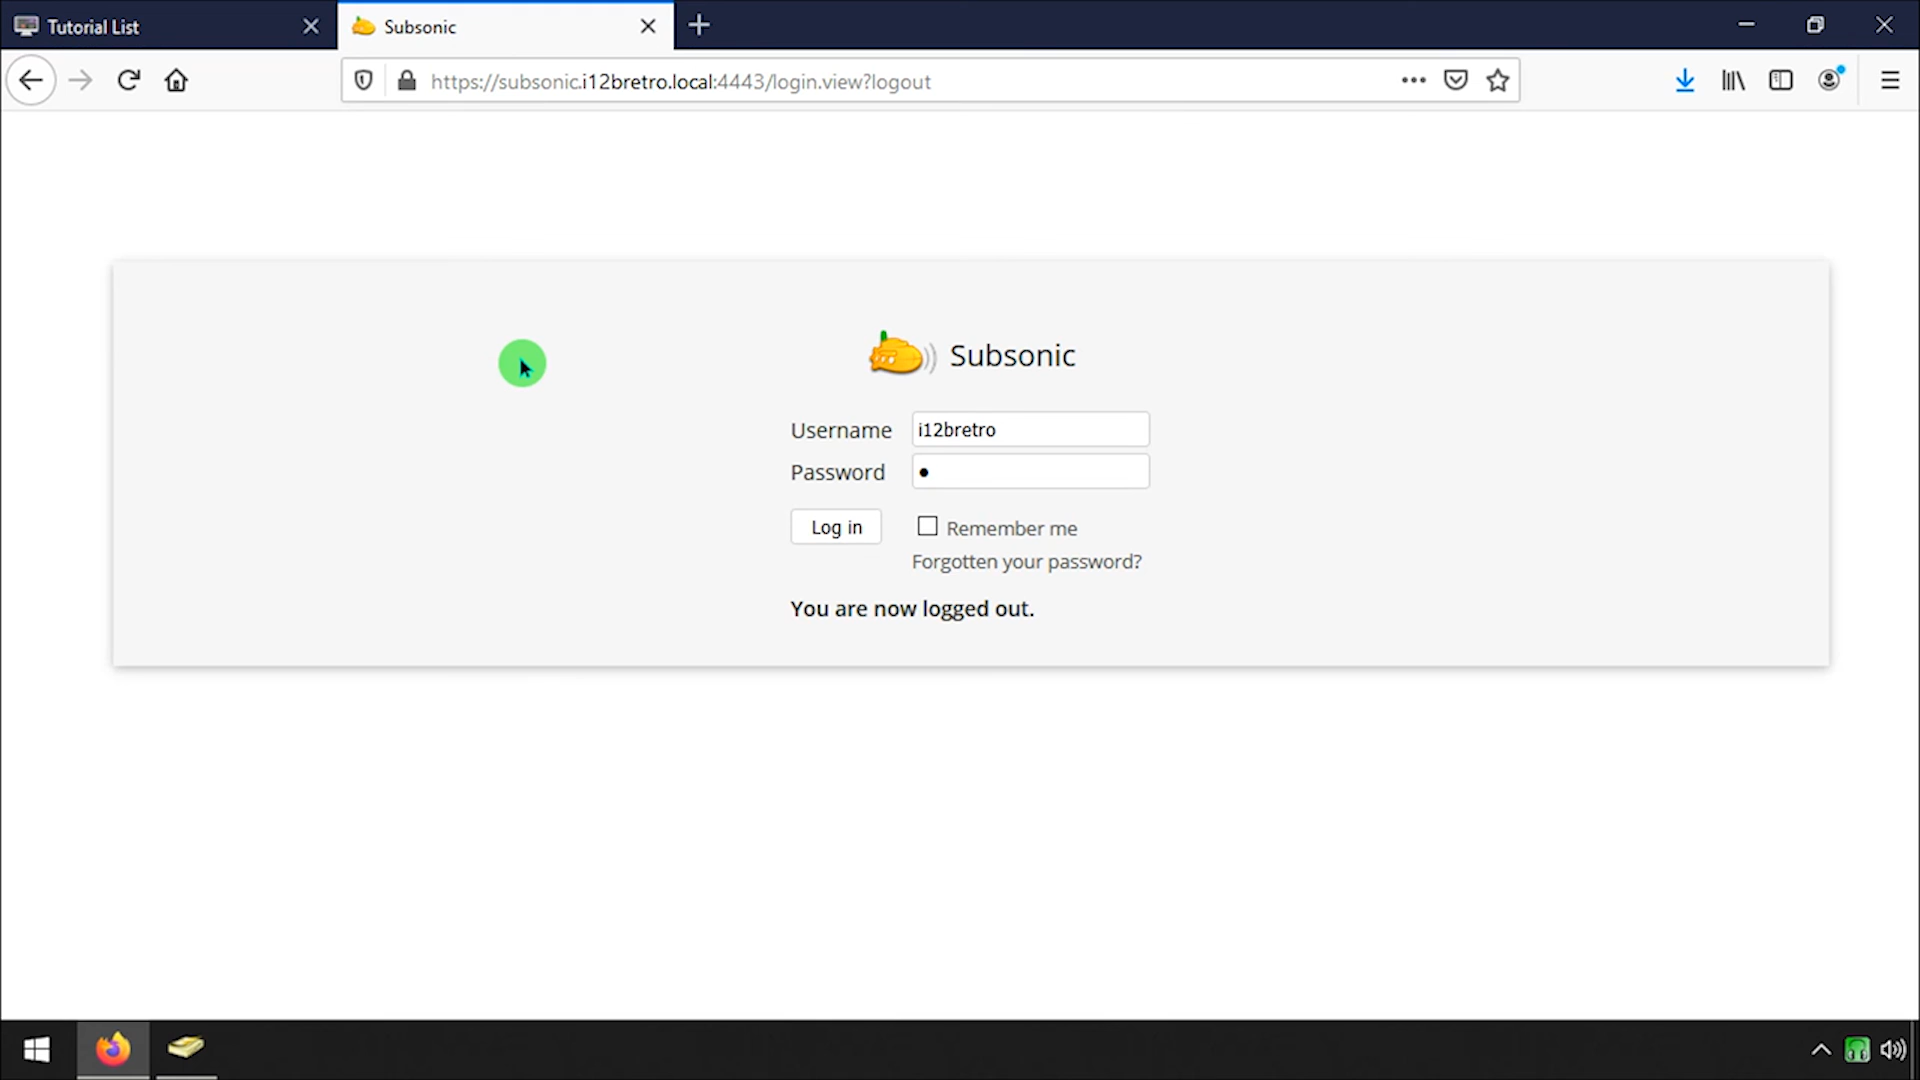 Tutorial List
Subsonic
https://subsonic.i12bretro.local:4443/login.view?logout
Subsonic
Username i12bretro
Password
Log in Remember me
Forgotten your password?
You are now logged out.